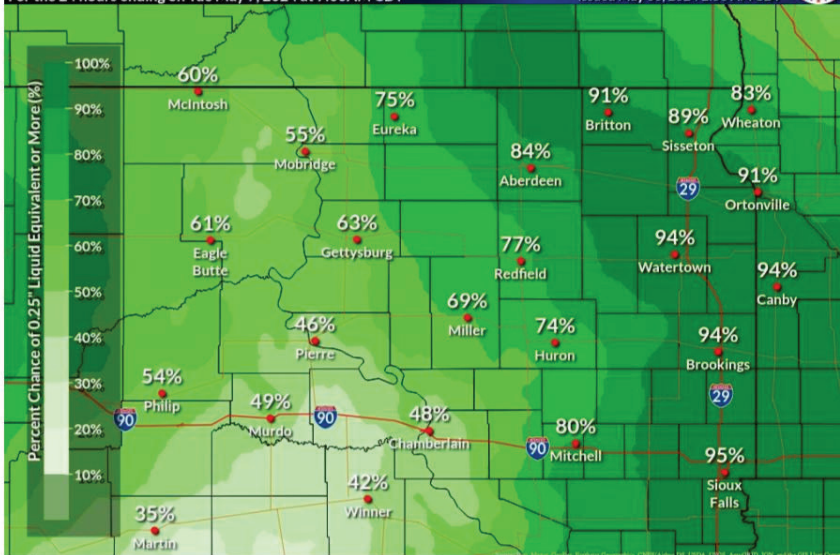 100%
90%
80%
70%
60%
50%
40%
30%
20%
10%
Percent Chance of 0.25" Liquid Equivalent or More (%)
60%
McIntosh
75%
Eureka
91%
Britton
89%
Sisseton
83%
Wheaton
55%
Mobridge
84%
Aberdeen
29
91%
Ortonville
61%
Eagle
Butte
63%
Gettysburg
77%
Redfield
94%
Watertown
94%
Canby
46%
Pierre
69%
Miller
74%
Huron
94%
Brookings
29
54%
Philip
90
49%
Murdo
90
48%
Chamberlain
90
80%
Mitchell
95%
Sioux
Falls
42%
Winner
35%
Martin